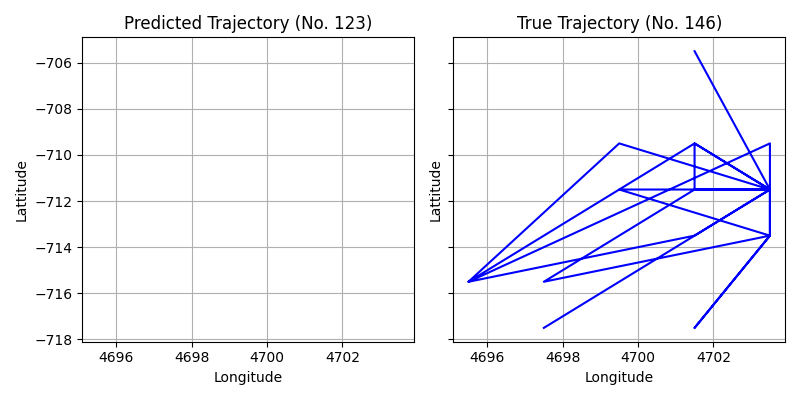 Predicted Trajectory (No. 123)
True Trajectory (No. 146)
−706
−708
−710
−712
−714
−716
−718
Lattitude
Lattitude
4696 4698 4700 4702
4696 4698 4700 4702
Longitude
Longitude